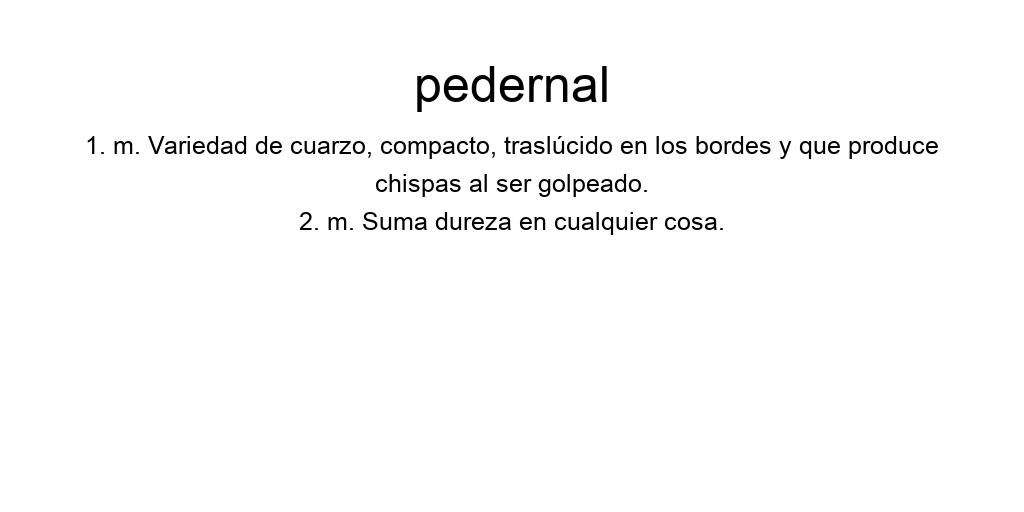 pedernal
1. m. Variedad de cuarzo, compacto, traslúcido en los bordes y que produce
chispas al ser golpeado.
2. m. Suma dureza en cualquier cosa.